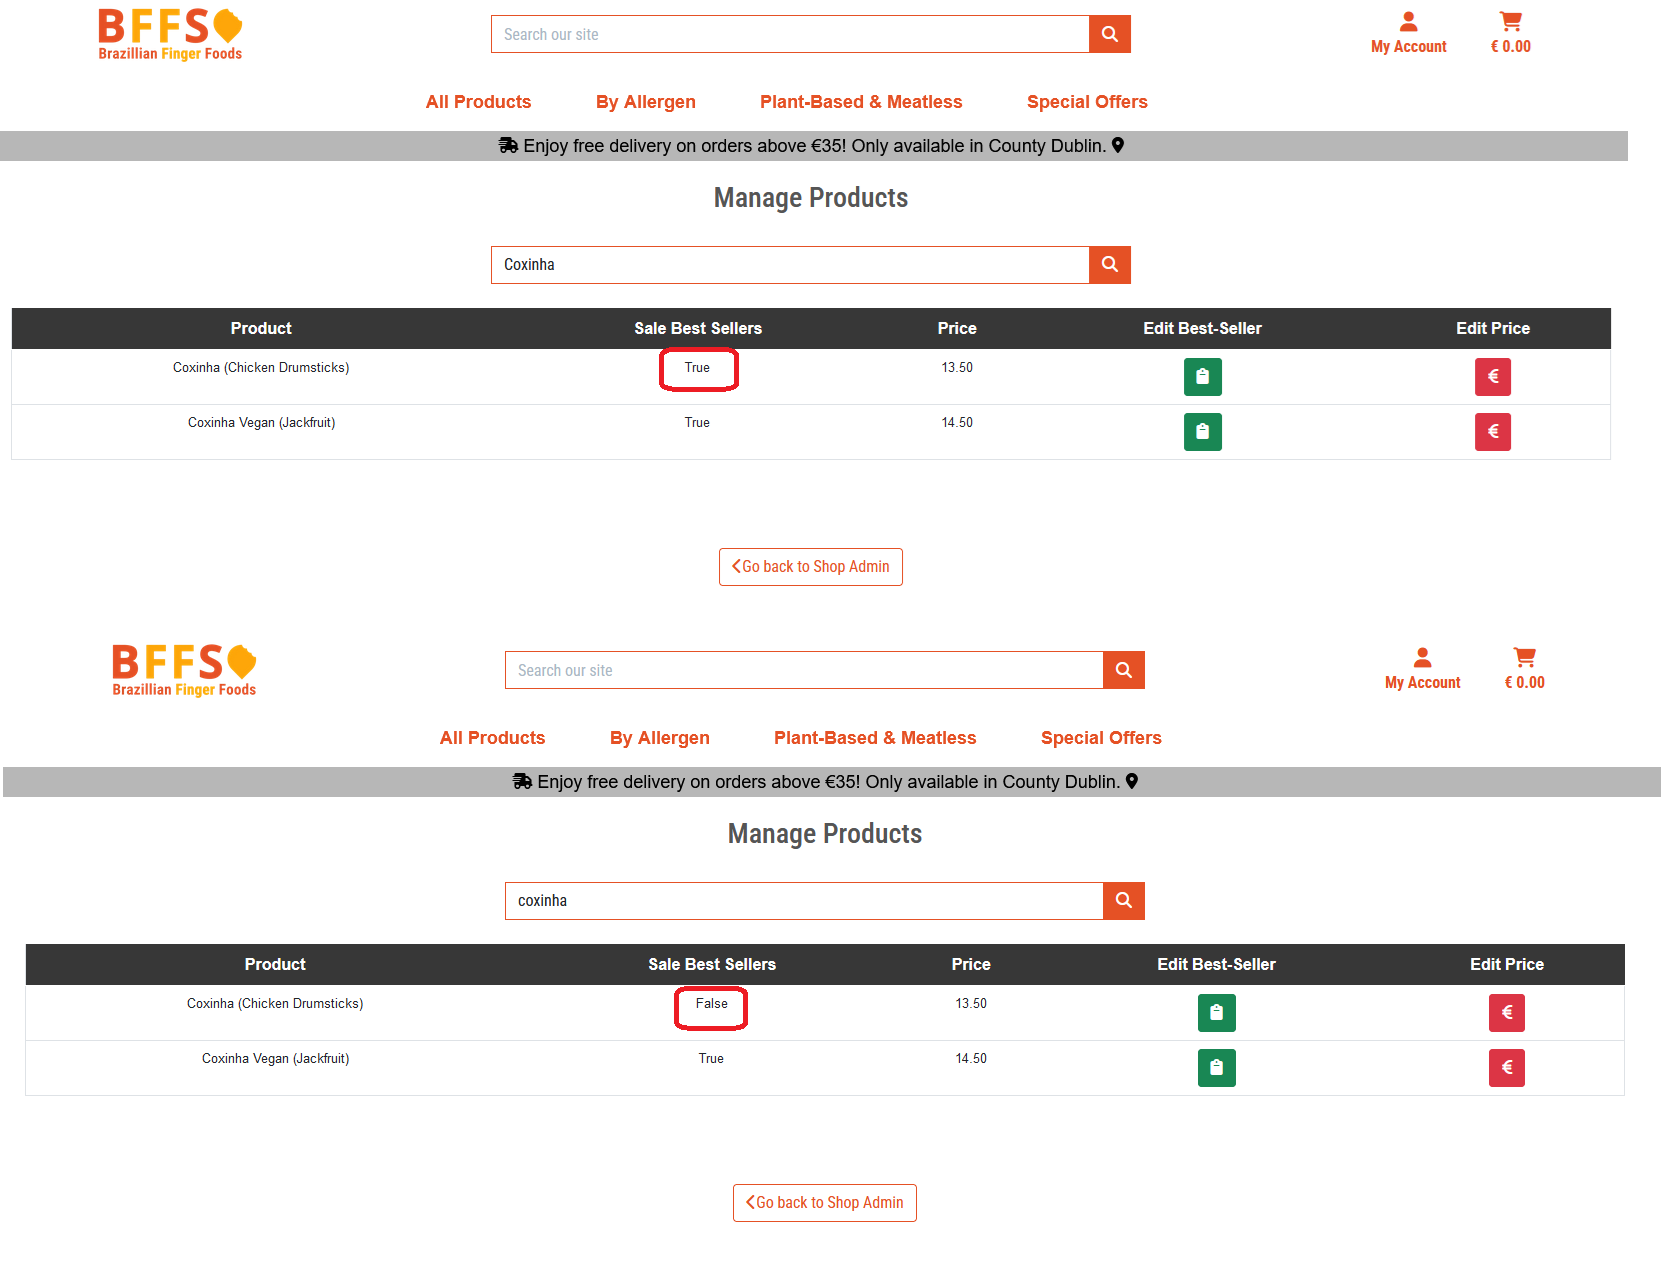 BFFS
Brazillian Finger Foods
Search our site
My Account
€ 0.00
All Products By Allergen Plant-Based & Meatless Special Offers
Enjoy free delivery on orders above €35! Only available in County Dublin.
Manage Products
Coxinha
Product Sale Best Sellers Price Edit Best-Seller Edit Price
Coxinha (Chicken Drumsticks) True 13.50 €
Coxinha Vegan (Jackfruit) True 14.50 €
Go back to Shop Admin
BFFS
Brazillian Finger Foods
Search our site
My Account
€ 0.00
All Products By Allergen Plant-Based & Meatless Special Offers
Enjoy free delivery on orders above €35! Only available in County Dublin.
Manage Products
coxinha
Product Sale Best Sellers Price Edit Best-Seller Edit Price
Coxinha (Chicken Drumsticks) False 13.50 €
Coxinha Vegan (Jackfruit) True 14.50 €
Go back to Shop Admin